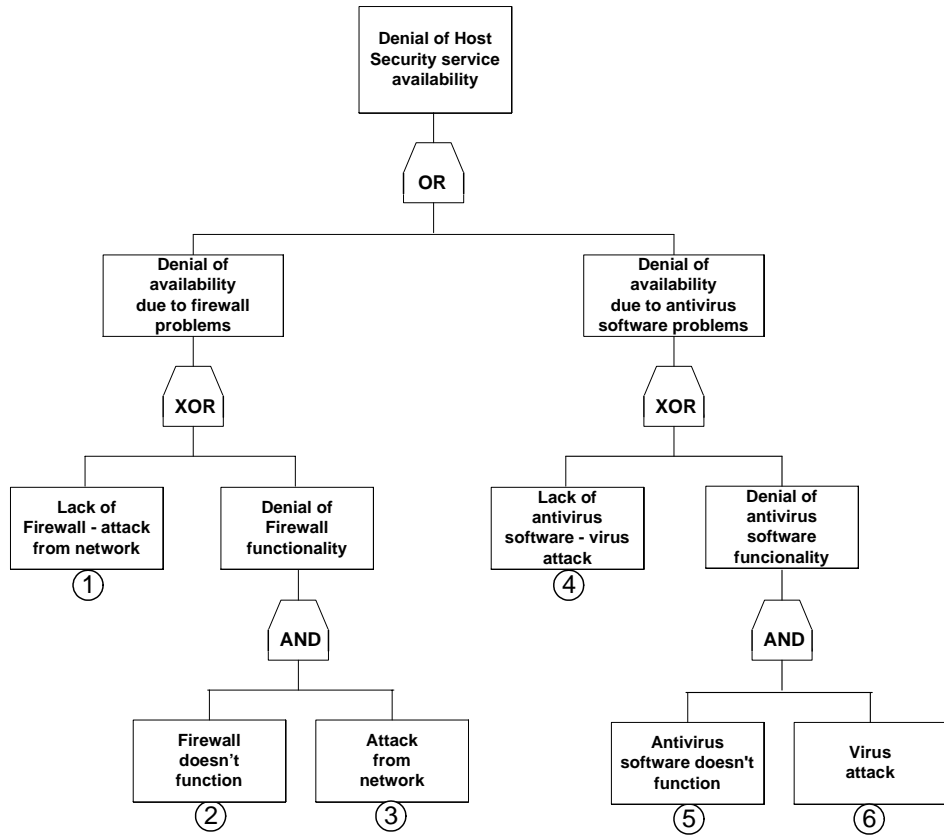 Denial of Host
Security service
availability
OR
Denial of
availability
due to firewall
problems
Denial of
availability
due to antivirus
software problems
XOR
XOR
Lack of
Firewall - attack
from network
Denial of
Firewall
functionality
Lack of
antivirus
software - virus
attack
Denial of
antivirus
software
funcionality
1
4
AND
AND
Firewall
doesn't
function
Attack
from
network
Antivirus
software doesn't
function
Virus
attack
2
3
5
6